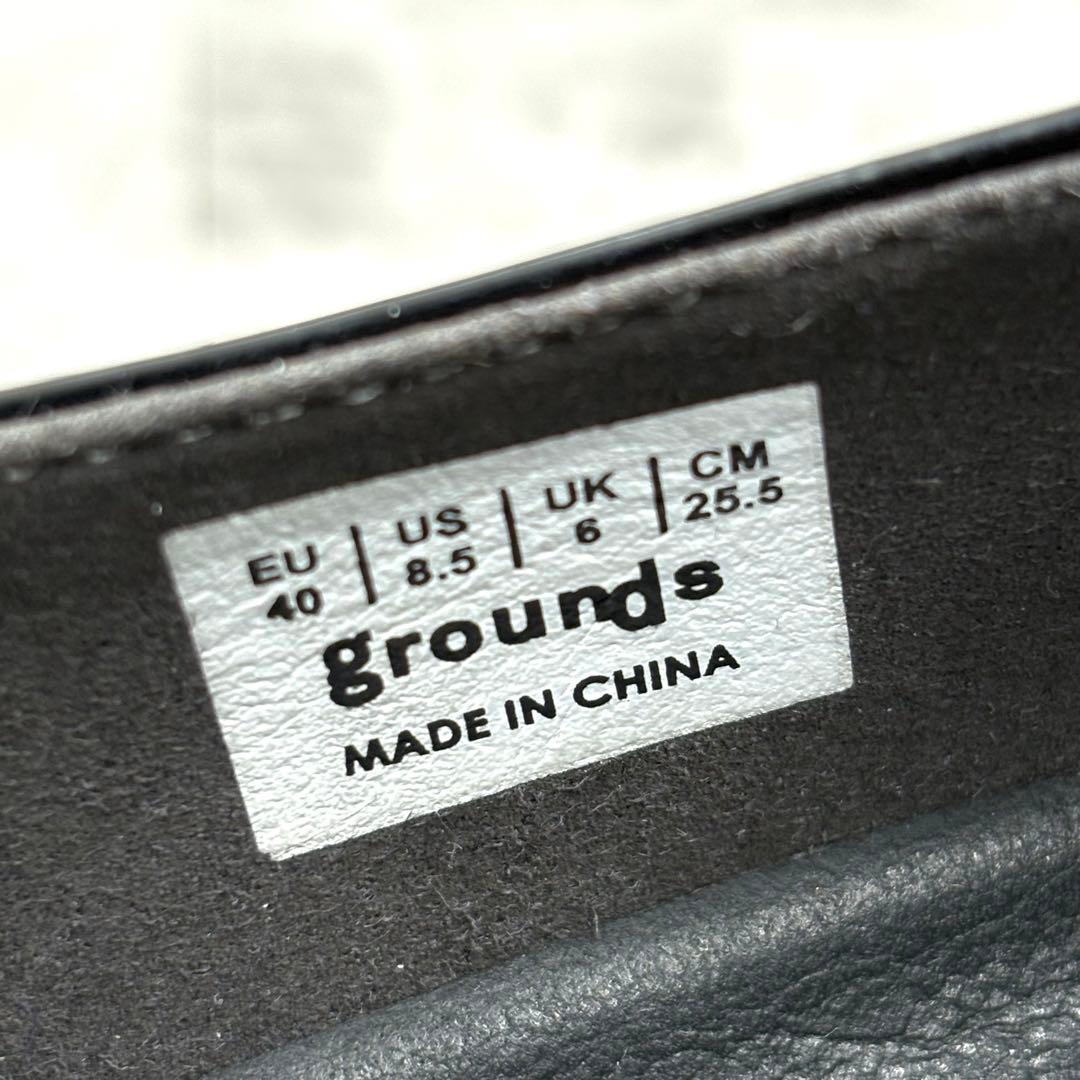 EU | US | UK | CM
40 | 8.5 | 6 | 25.5
grounds
MADE IN CHINA